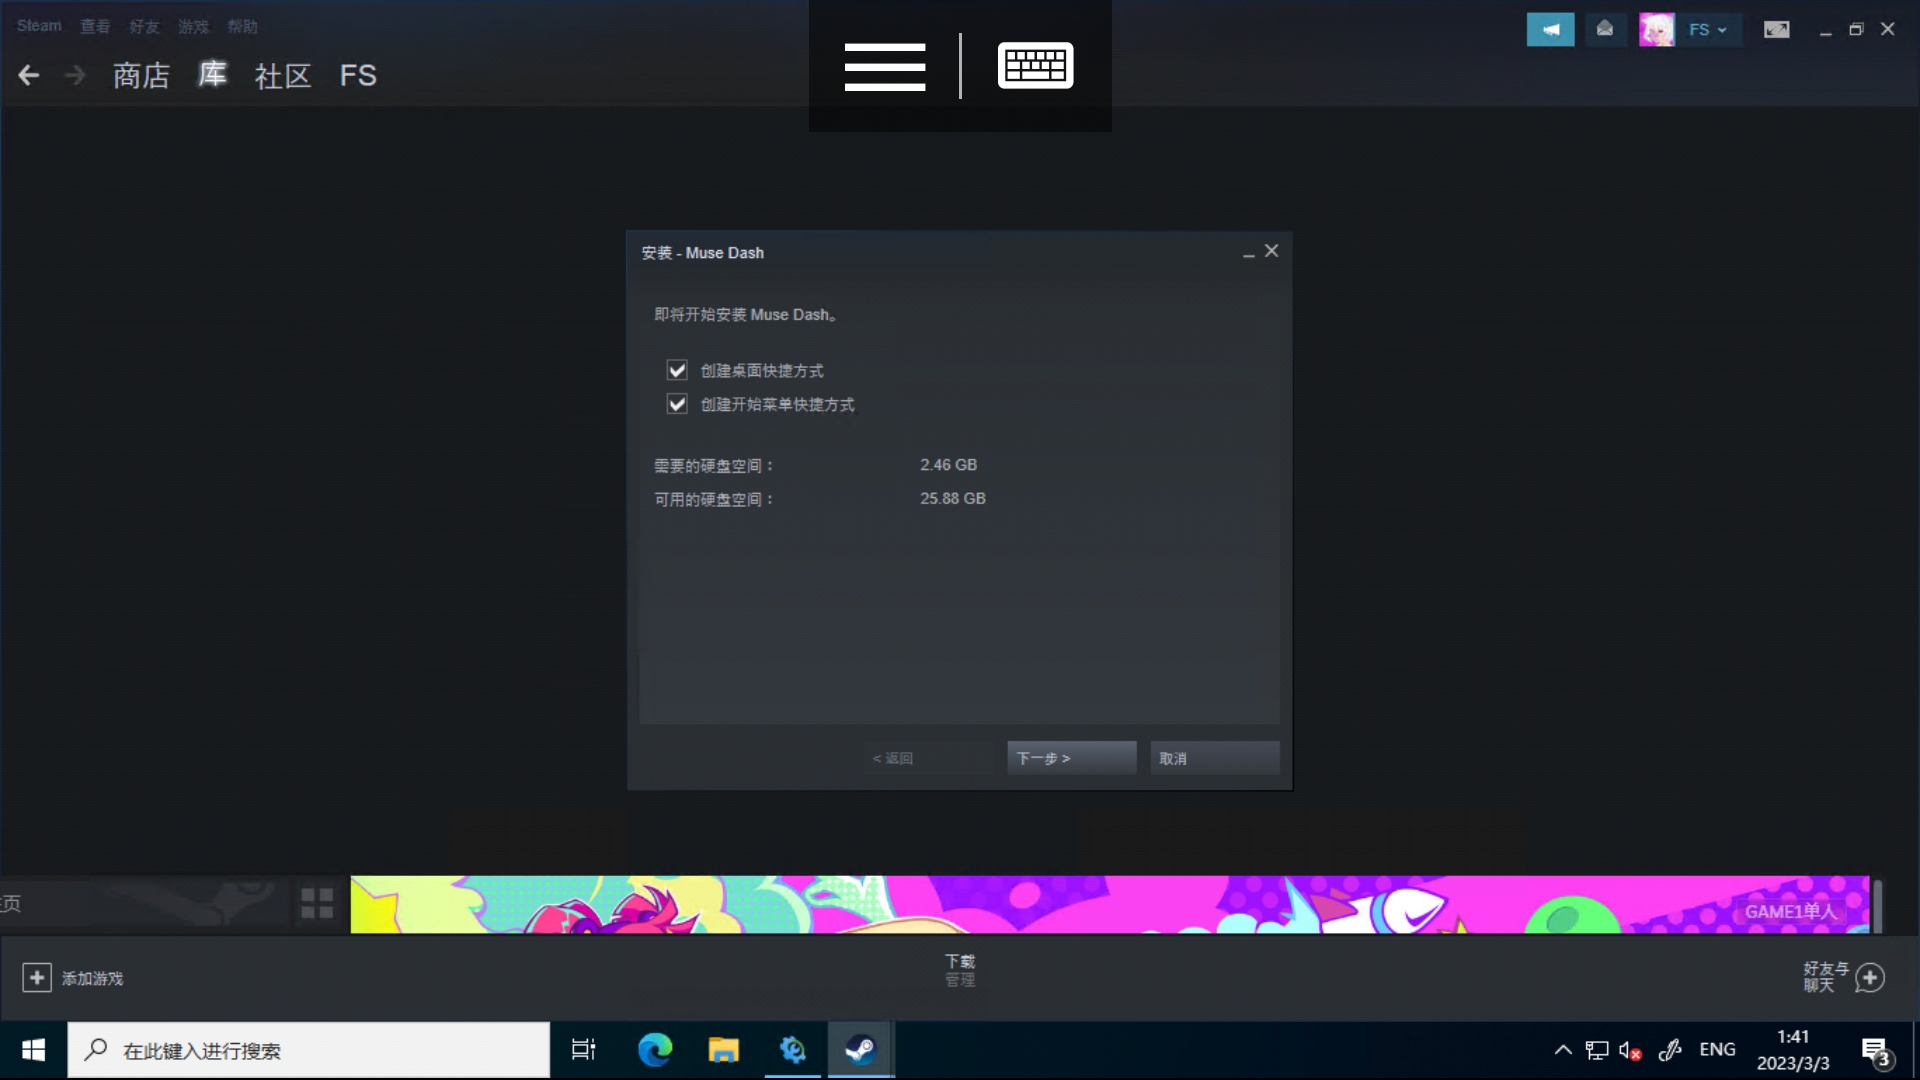 Steam 查看 好友 游戏 帮助
FS
商店 库 社区 FS
安装 - Muse Dash
即将开始安装 Muse Dash。
创建桌面快捷方式
创建开始菜单快捷方式
需要的硬盘空间： 2.46 GB
可用的硬盘空间： 25.88 GB
< 返回 下一步 > 取消
页
GAME1单人
添加游戏
下载
管理
好友与
聊天
在此键入进行搜索
ENG
1:41
2023/3/3
3